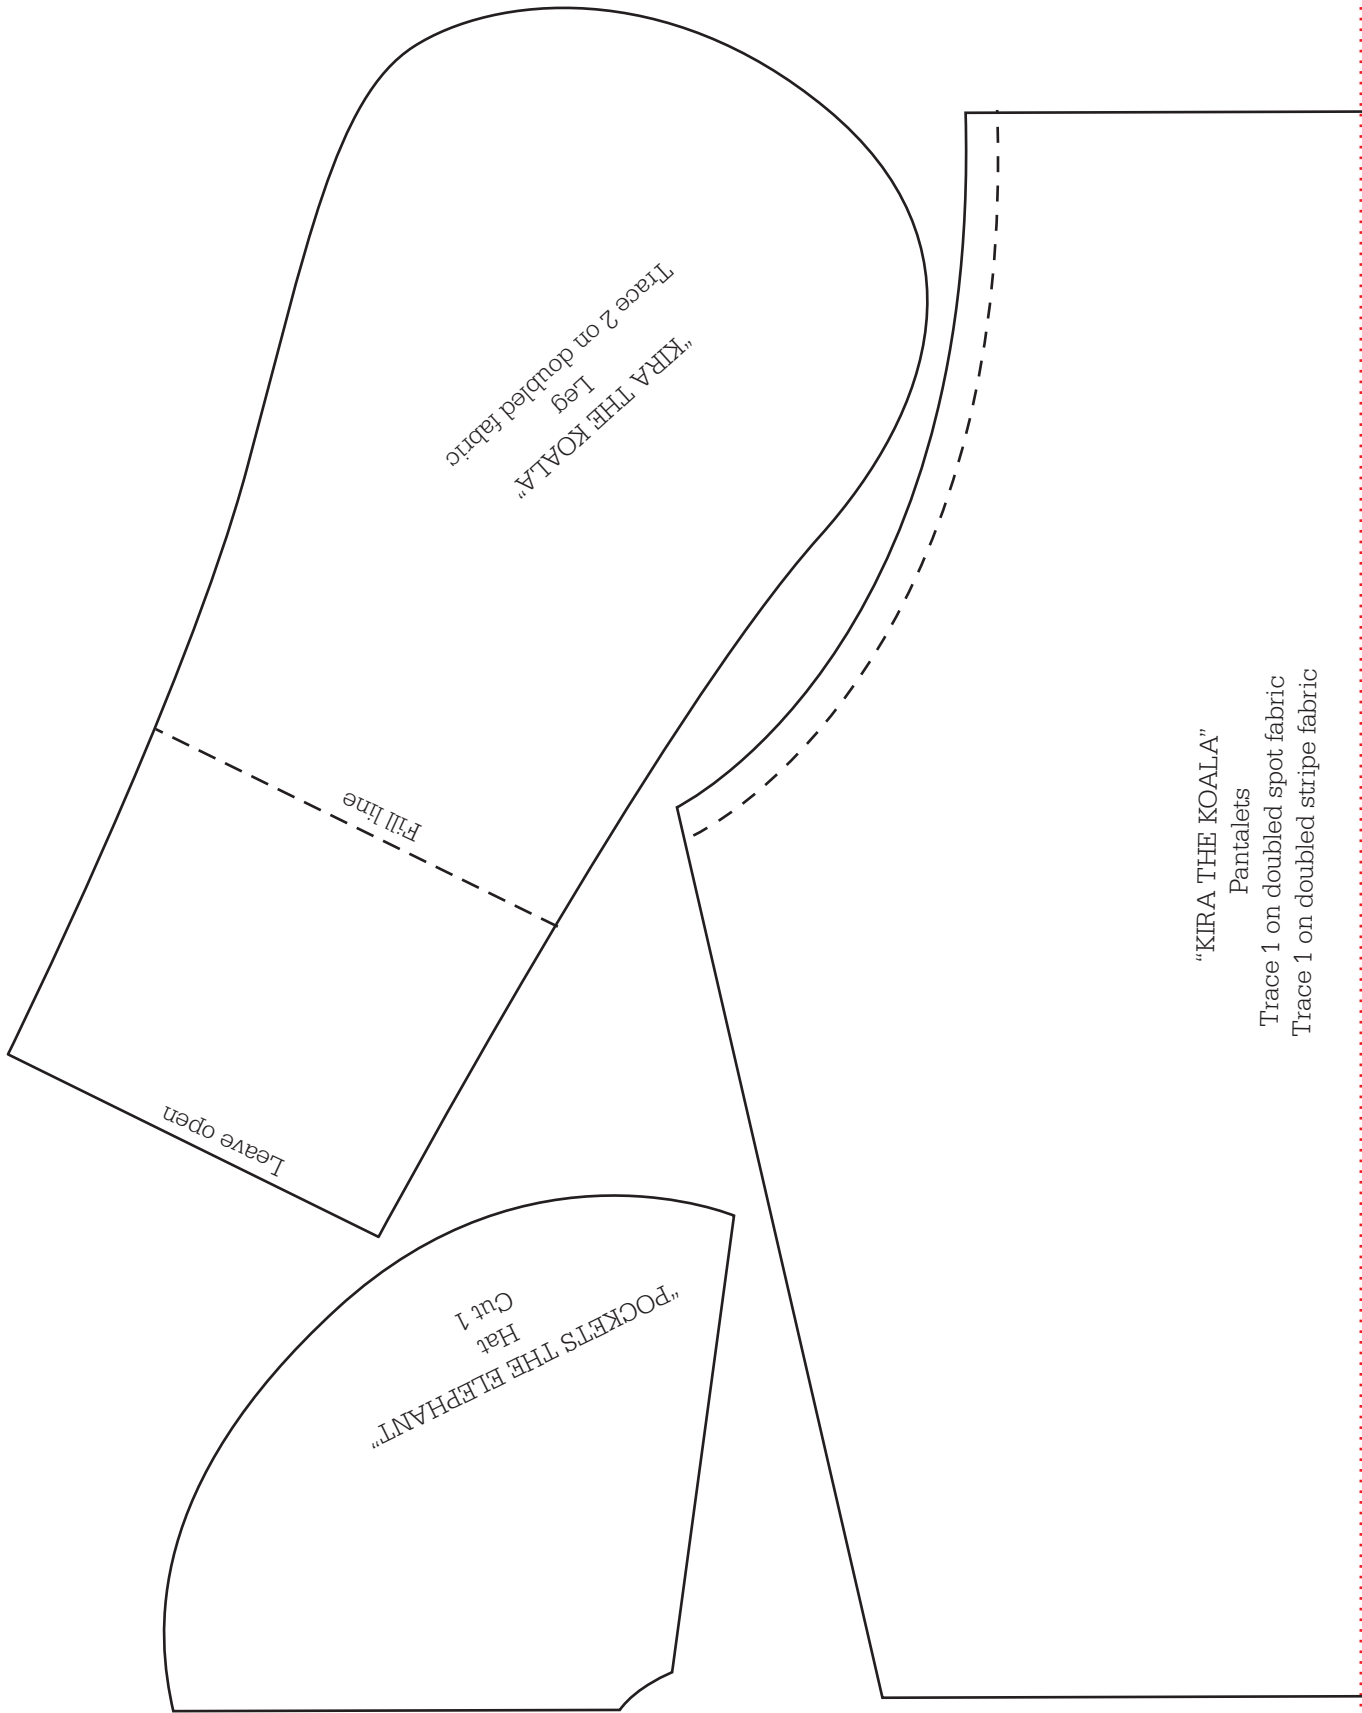 “KIRA THE KOALA”
Leg
Trace 2 on doubled fabric
Fill line
Leave open
“POCKETS THE ELEPHANT”
Hat
Cut 1
“KIRA THE KOALA”
Pantalets
Trace 1 on doubled spot fabric
Trace 1 on doubled stripe fabric